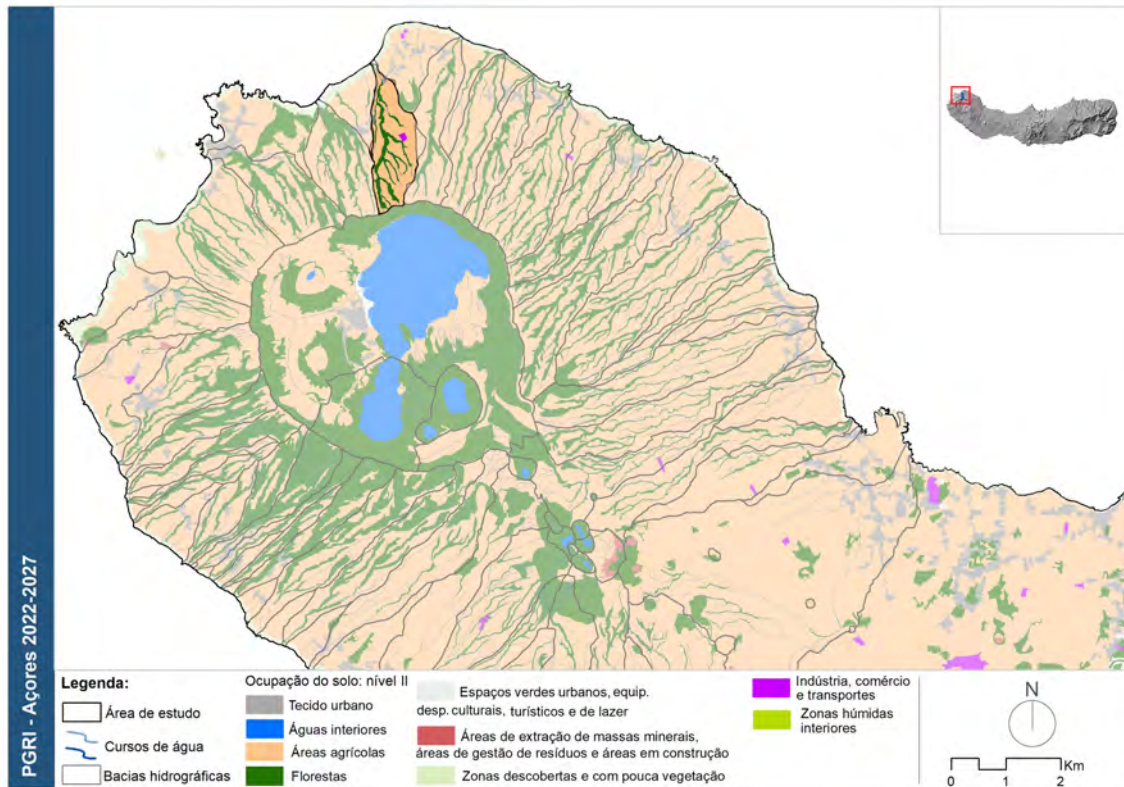 PGRI - Açores 2022-2027
Legenda:
Área de estudo
Cursos de água
Bacias hidrográficas
Ocupação do solo: nível II
Tecido urbano
Águas interiores
Áreas agrícolas
Florestas
Espaços verdes urbanos, equip.
desp. culturais, turísticos e de lazer
Áreas de extração de massas minerais,
áreas de gestão de resíduos e áreas em construção
Zonas descobertas e com pouca vegetação
Indústria, comércio
e transportes
Zonas húmidas
interiores
N
Km
0 1 2